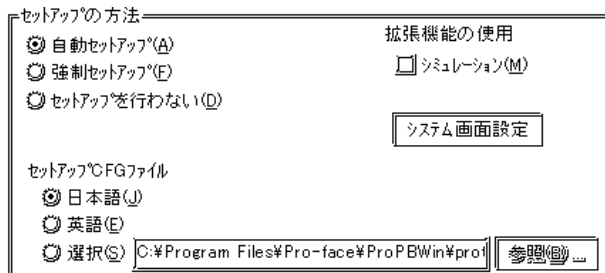 セットアップの方法
自動セットアップ(A)
強制セットアップ(F)
セットアップを行わない(D)
拡張機能の使用
シミュレーション(M)
システム画面設定
セットアップCFGファイル
日本語(J)
英語(E)
選択(S) C:¥Program Files¥Pro-face¥ProPBWin¥prot
参照(B)...